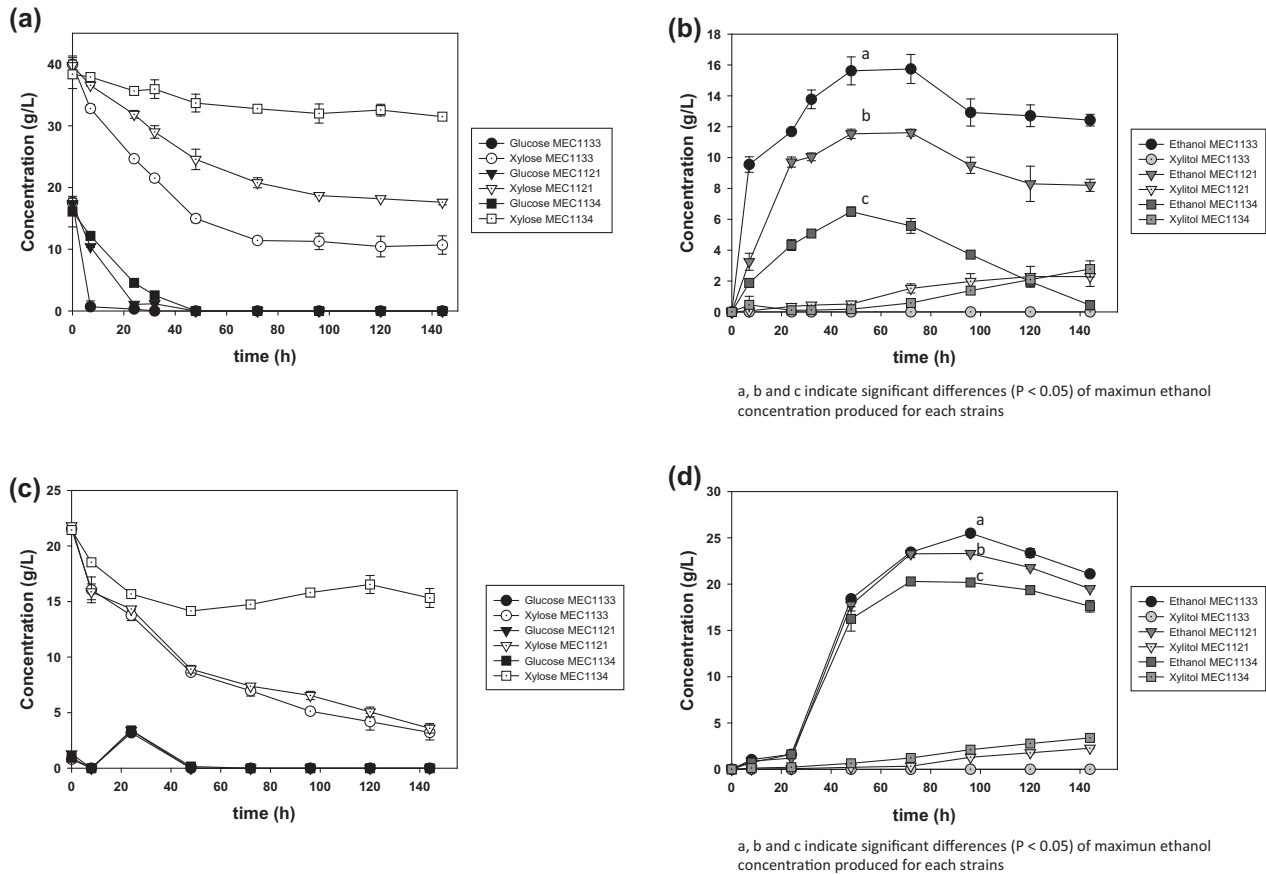 (a)
Concentration (g/L)
40
30
20
10
0
0 20 40 60 80 100 120 140
time (h)
Glucose MEC1133
Xylose MEC1133
Glucose MEC1121
Xylose MEC1121
Glucose MEC1134
Xylose MEC1134
(b)
Concentration (g/L)
18
16
14
12
10
8
6
4
2
0
a
b
c
0 20 40 60 80 100 120 140
time (h)
Ethanol MEC1133
Xylitol MEC1133
Ethanol MEC1121
Xylitol MEC1121
Ethanol MEC1134
Xylitol MEC1134
a, b and c indicate significant differences (P < 0.05) of maximun ethanol
concentration produced for each strains
(c)
Concentration (g/L)
25
20
15
10
5
0
0 20 40 60 80 100 120 140
time (h)
Glucose MEC1133
Xylose MEC1133
Glucose MEC1121
Xylose MEC1121
Glucose MEC1134
Xylose MEC1134
(d)
Concentration (g/L)
30
25
20
15
10
5
0
a
b
c
0 20 40 60 80 100 120 140
time (h)
Ethanol MEC1133
Xylitol MEC1133
Ethanol MEC1121
Xylitol MEC1121
Ethanol MEC1134
Xylitol MEC1134
a, b and c indicate significant differences (P < 0.05) of maximun ethanol
concentration produced for each strains